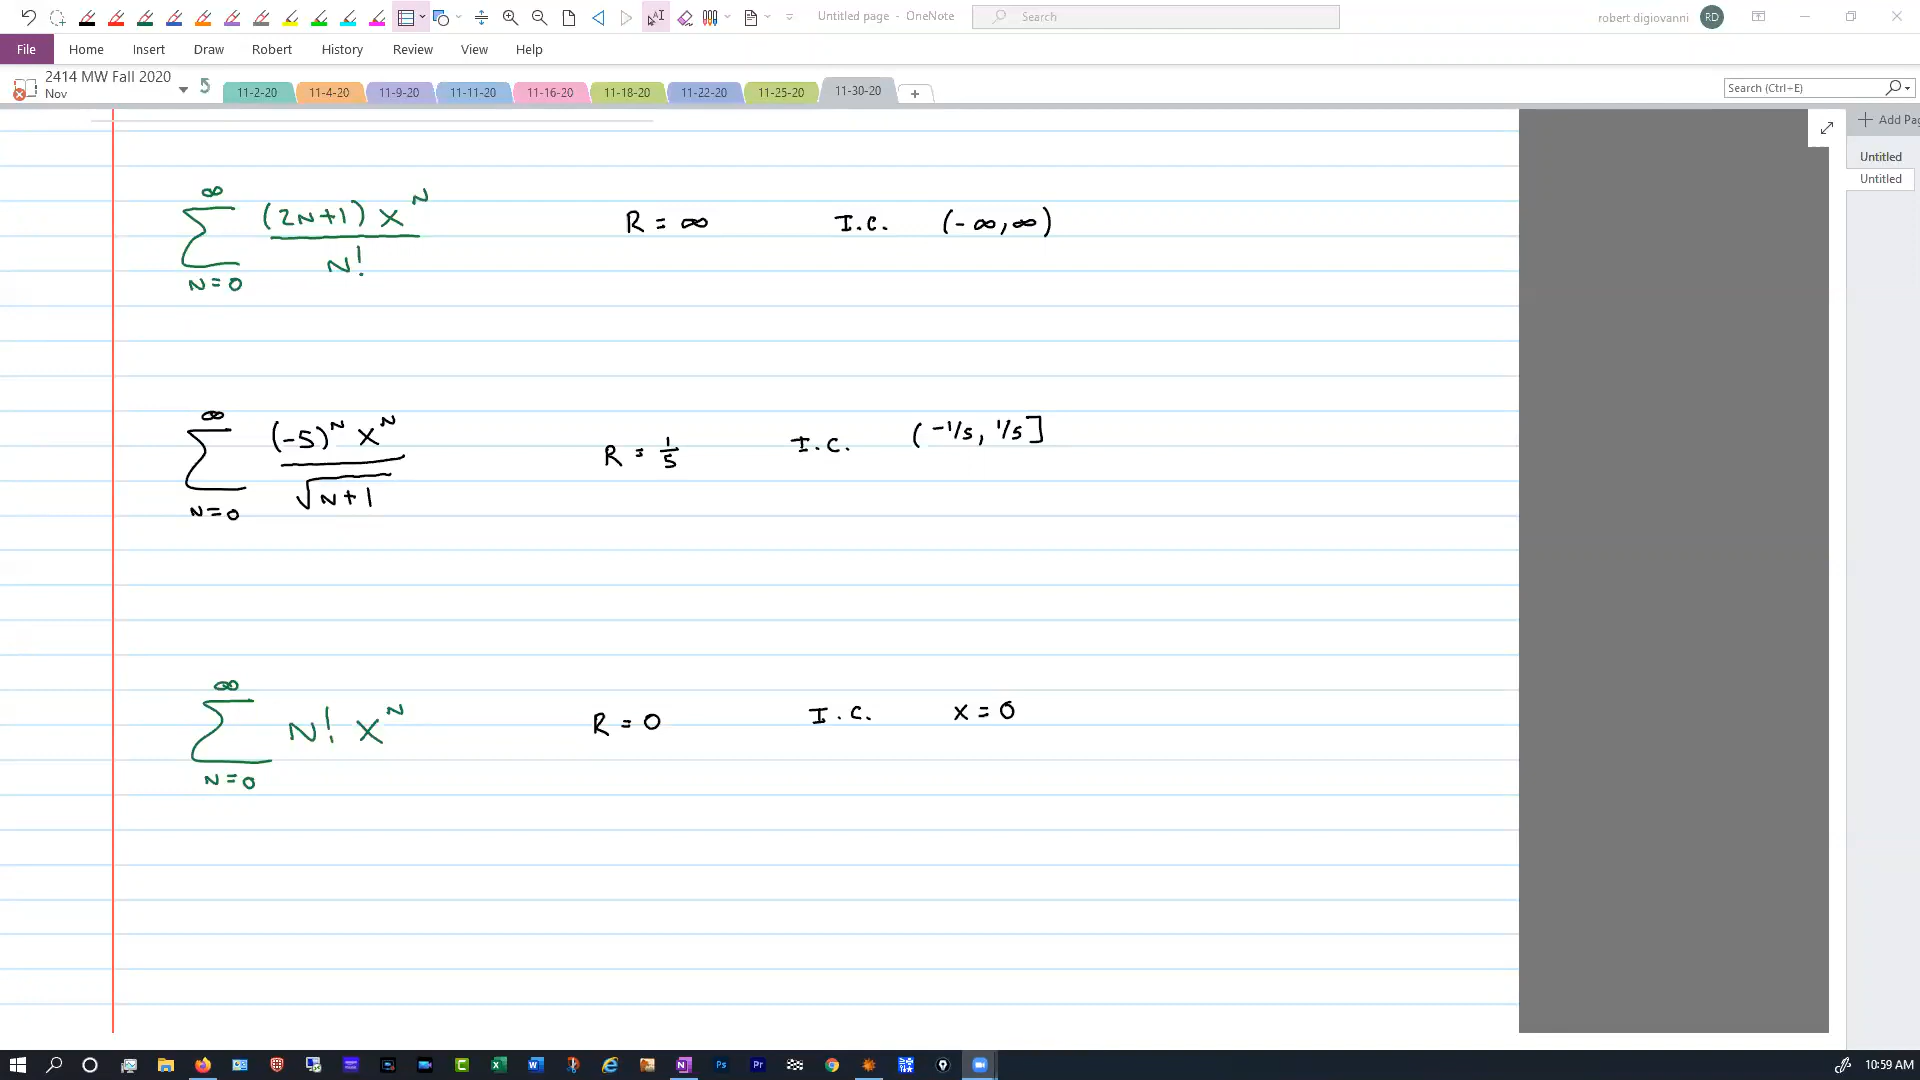 Untitled page - OneNote
Search
robert digiovanni RD
File Home Insert Draw Robert History Review View Help
2414 MW Fall 2020
Nov
11-2-20 11-4-20 11-9-20 11-11-20 11-16-20 11-18-20 11-22-20 11-25-20 11-30-20 +
Search (Ctrl+E)
+ Add Pag
Untitled
Untitled
∞
∑ (2N+1) X^N / N! R = ∞ I.C. (-∞,∞)
N=0
∞
∑ (-5)^N X^N / √N+1 R = 1/5 I.C. (-1/5, 1/5]
N=0
∞
∑ N! X^N R = 0 I.C. X = 0
N=0
10:59 AM